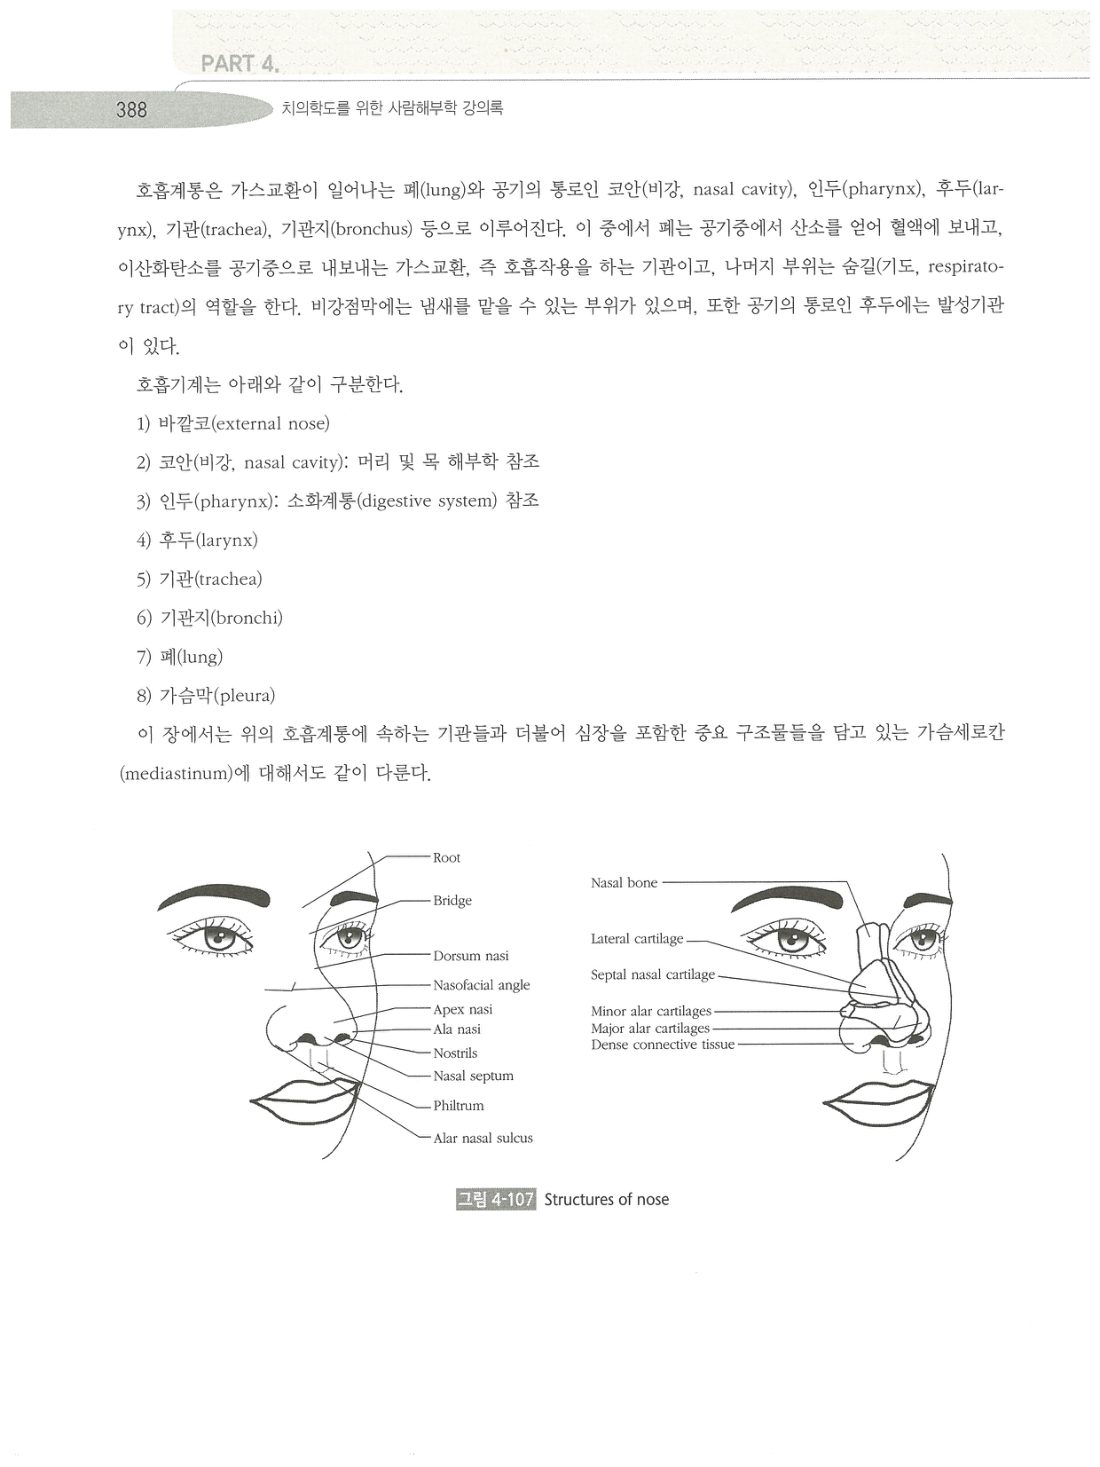 PART 4.
388
치의학도를 위한 사람해부학 강의록
호흡계통은 가스교환이 일어나는 폐(lung)와 공기의 통로인 코안(비강, nasal cavity), 인두(pharynx), 후두(lar-
ynx), 기관(trachea), 기관지(bronchus) 등으로 이루어진다. 이 중에서 폐는 공기중에서 산소를 얻어 혈액에 보내고,
이산화탄소를 공기중으로 내보내는 가스교환, 즉 호흡작용을 하는 기관이고, 나머지 부위는 숨길(기도, respirato-
ry tract)의 역할을 한다. 비강점막에는 냄새를 맡을 수 있는 부위가 있으며, 또한 공기의 통로인 후두에는 발성기관
이 있다.
호흡기계는 아래와 같이 구분한다.
1) 바깥코(external nose)
2) 코안(비강, nasal cavity): 머리 및 목 해부학 참조
3) 인두(pharynx): 소화계통(digestive system) 참조
4) 후두(larynx)
5) 기관(trachea)
6) 기관지(bronchi)
7) 폐(lung)
8) 가슴막(pleura)
이 장에서는 위의 호흡계통에 속하는 기관들과 더불어 심장을 포함한 중요 구조물들을 담고 있는 가슴세로칸
(mediastinum)에 대해서도 같이 다룬다.
Root
Bridge
Dorsum nasi
Nasofacial angle
Apex nasi
Ala nasi
Nostrils
Nasal septum
Philtrum
Alar nasal sulcus
Nasal bone
Lateral cartilage
Septal nasal cartilage
Minor alar cartilages
Major alar cartilages
Dense connective tissue
그림 4-107 Structures of nose